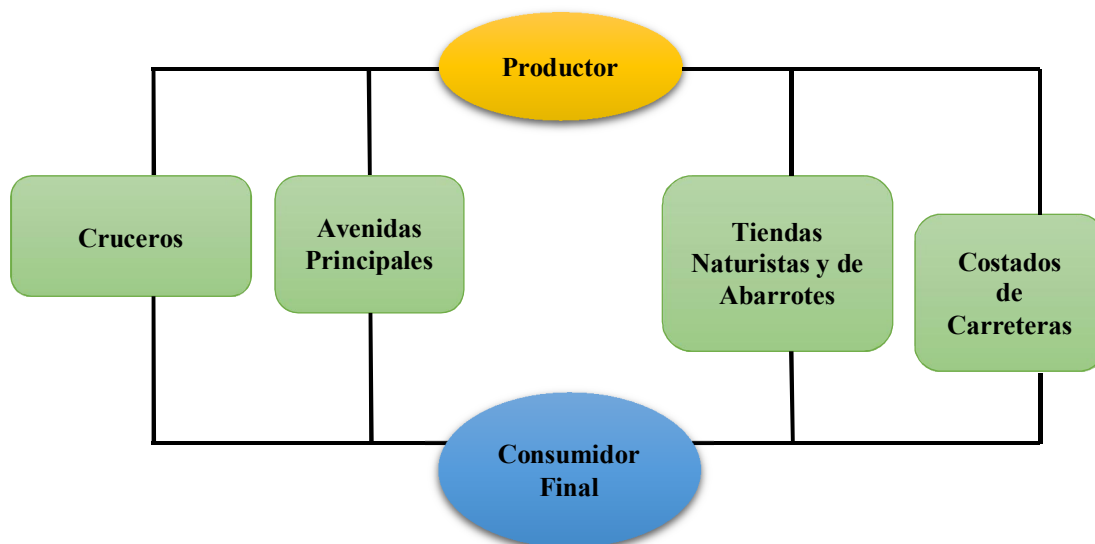 Productor
Cruceros
Avenidas
Principales
Tiendas
Naturistas y de
Abarrotes
Costados
de
Carreteras
Consumidor
Final